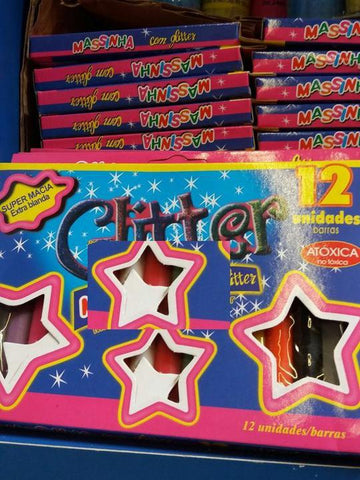 MASSINHA com glitter
com glitter MASSINHA
com glitter MASSINHA
com glitter MASSINHA
com glitter MASSINHA
MASSINHA
MASSINHA
MASSINHA
MASSINHA
MASSINHA
SUPER MACIA
Extra blanda
Glitter
12
unidades
barras
ATÓXICA
no tóxica
glitter
12 unidades/barras